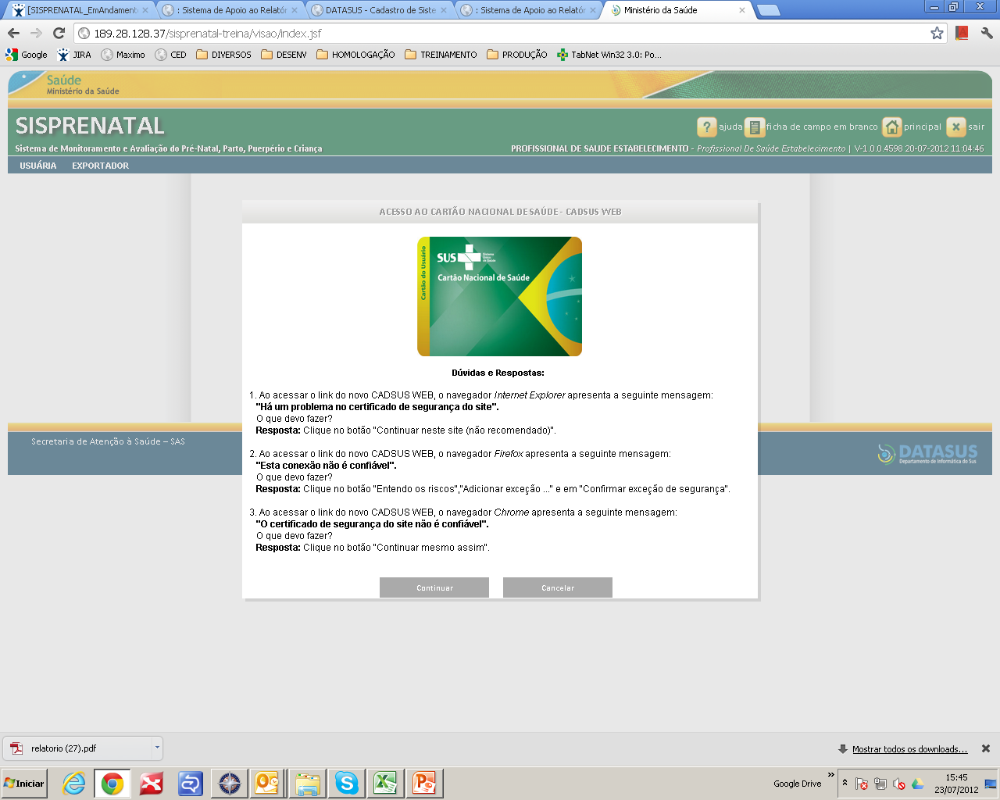 [SISPRENATAL_EmAndament
: Sistema de Apoio ao Relatór
DATASUS - Cadastro de Siste
: Sistema de Apoio ao Relatór
Ministério da Saúde
189.28.128.37/sisprenatal-treina/visao/index.jsf
Google
JIRA
Maximo
CED
DIVERSOS
DESENV
HOMOLOGAÇÃO
TREINAMENTO
PRODUÇÃO
TabNet Win32 3.0: Po...
Saúde
Ministério da Saúde
SISPRENATAL
? ajuda
ficha de campo em branco
principal
sair
Sistema de Monitoramento e Avaliação do Pré-Natal, Parto, Puerpério e Criança
PROFISSIONAL DE SAUDE ESTABELECIMENTO - Profissional De Saúde Estabelecimento | V-1.0.0.4598 20-07-2012 11:04:46
USUÁRIA
EXPORTADOR
ACESSO AO CARTÃO NACIONAL DE SAÚDE - CADSUS WEB
Cartão do Usuário
SUS
Sistema Único de Saúde
Cartão Nacional de Saúde
Dúvidas e Respostas:
1. Ao acessar o link do novo CADSUS WEB, o navegador Internet Explorer apresenta a seguinte mensagem:
"Há um problema no certificado de segurança do site".
O que devo fazer?
Resposta: Clique no botão "Continuar neste site (não recomendado)".
2. Ao acessar o link do novo CADSUS WEB, o navegador Firefox apresenta a seguinte mensagem:
"Esta conexão não é confiável".
O que devo fazer?
Resposta: Clique no botão "Entendo os riscos","Adicionar exceção ..." e em "Confirmar exceção de segurança".
3. Ao acessar o link do novo CADSUS WEB, o navegador Chrome apresenta a seguinte mensagem:
"O certificado de segurança do site não é confiável".
O que devo fazer?
Resposta: Clique no botão "Continuar mesmo assim".
Continuar
Cancelar
Secretaria de Atenção à Saúde – SAS
DATASUS
Departamento de Informática do Sus
relatorio (27).pdf
Mostrar todos os downloads...
Iniciar
Google Drive
15:45
23/07/2012